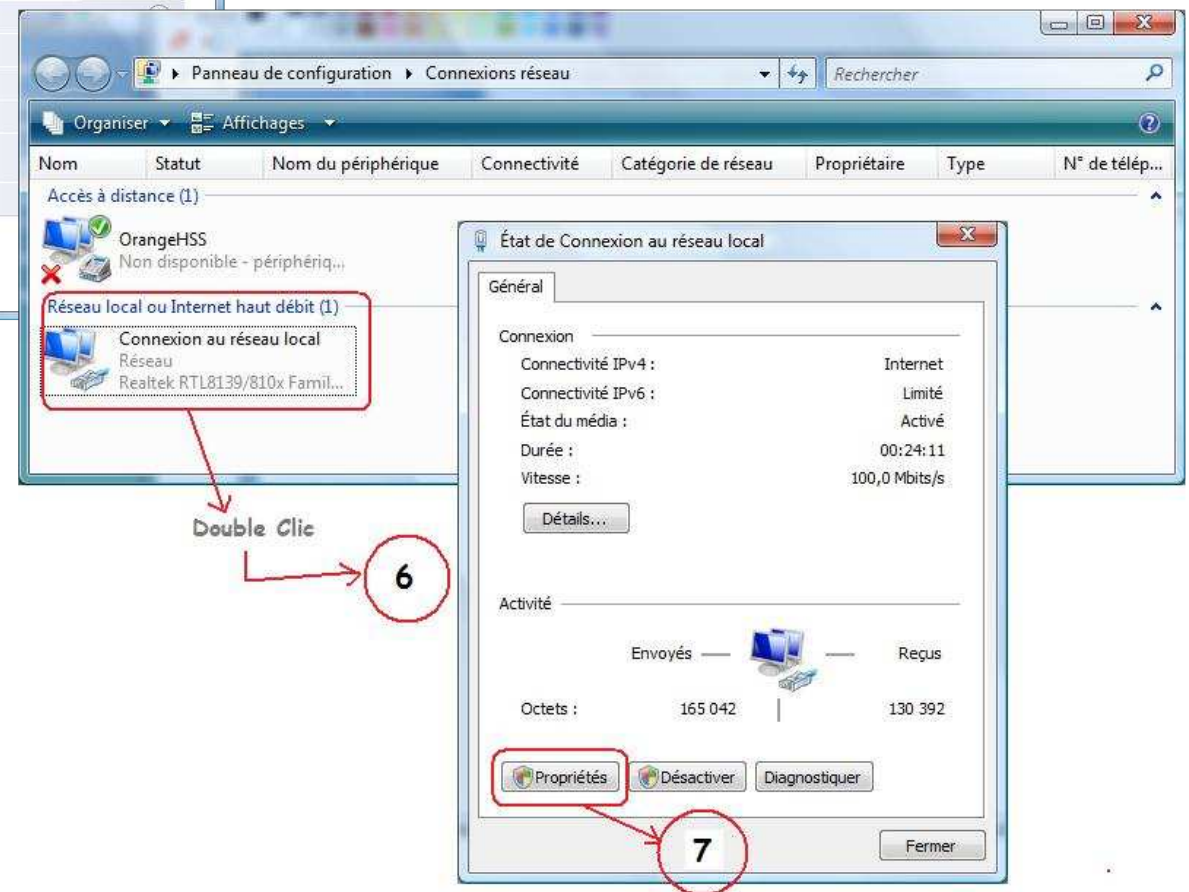 Panneau de configuration ▸ Connexions réseau
Rechercher
Organiser
Affichages
Nom Statut Nom du périphérique Connectivité Catégorie de réseau Propriétaire Type N° de télép...
Accès à distance (1)
OrangeHSS
Non disponible - périphériq...
Réseau local ou Internet haut débit (1)
Connexion au réseau local
Réseau
Realtek RTL8139/810x Famil...
Double Clic
6
État de Connexion au réseau local
Général
Connexion
Connectivité IPv4 : Internet
Connectivité IPv6 : Limité
État du média : Activé
Durée : 00:24:11
Vitesse : 100,0 Mbits/s
Détails...
Activité
Envoyés Reçus
Octets : 165 042 130 392
Propriétés Désactiver Diagnostiquer
7
Fermer